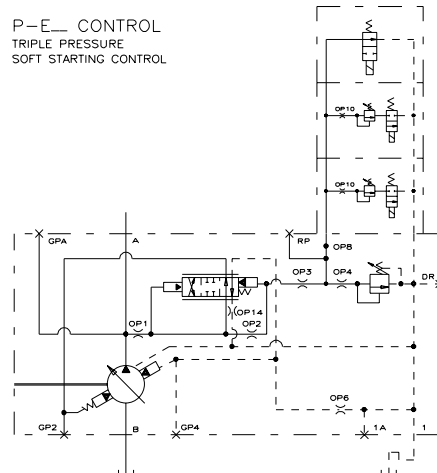 P-E__ CONTROL
TRIPLE PRESSURE
SOFT STARTING CONTROL
OP10
OP10
GPA
A
RP
OP8
OP3
OP4
DR
OP14
OP1
OP2
OP6
GP2
B
GP4
1A
1